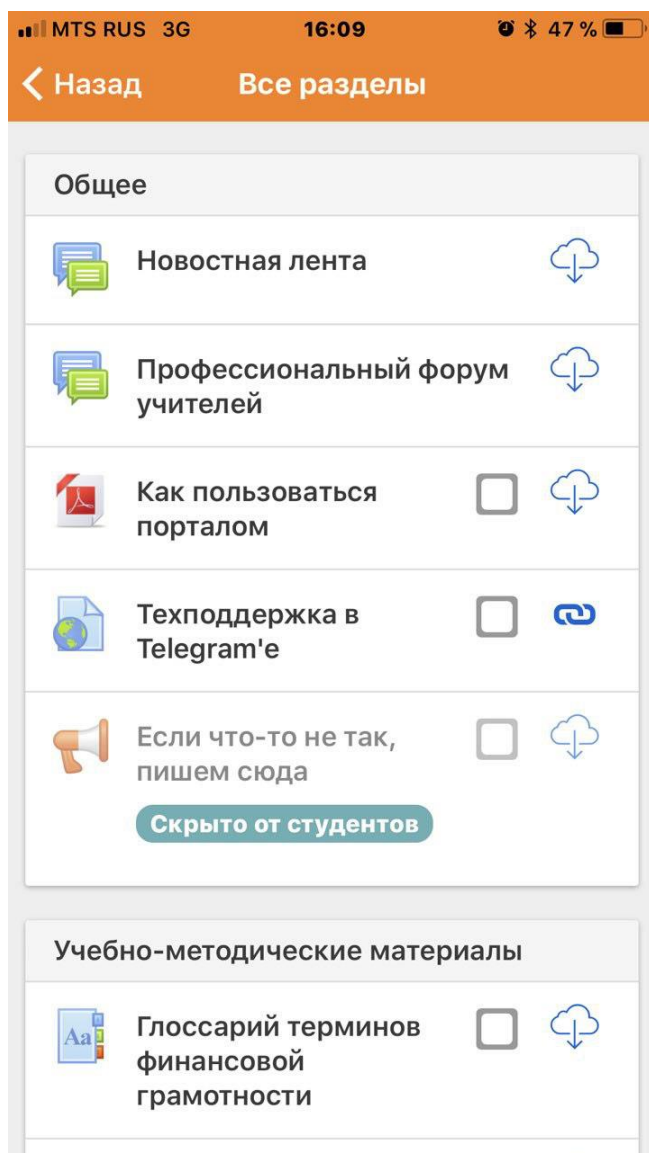 MTS RUS 3G 16:09 47 %
Назад Все разделы
Общее
Новостная лента
Профессиональный форум
учителей
Как пользоваться
порталом
Техподдержка в
Telegram'е
Если что-то не так,
пишем сюда
Скрыто от студентов
Учебно-методические материалы
Aa
Глоссарий терминов
финансовой
грамотности